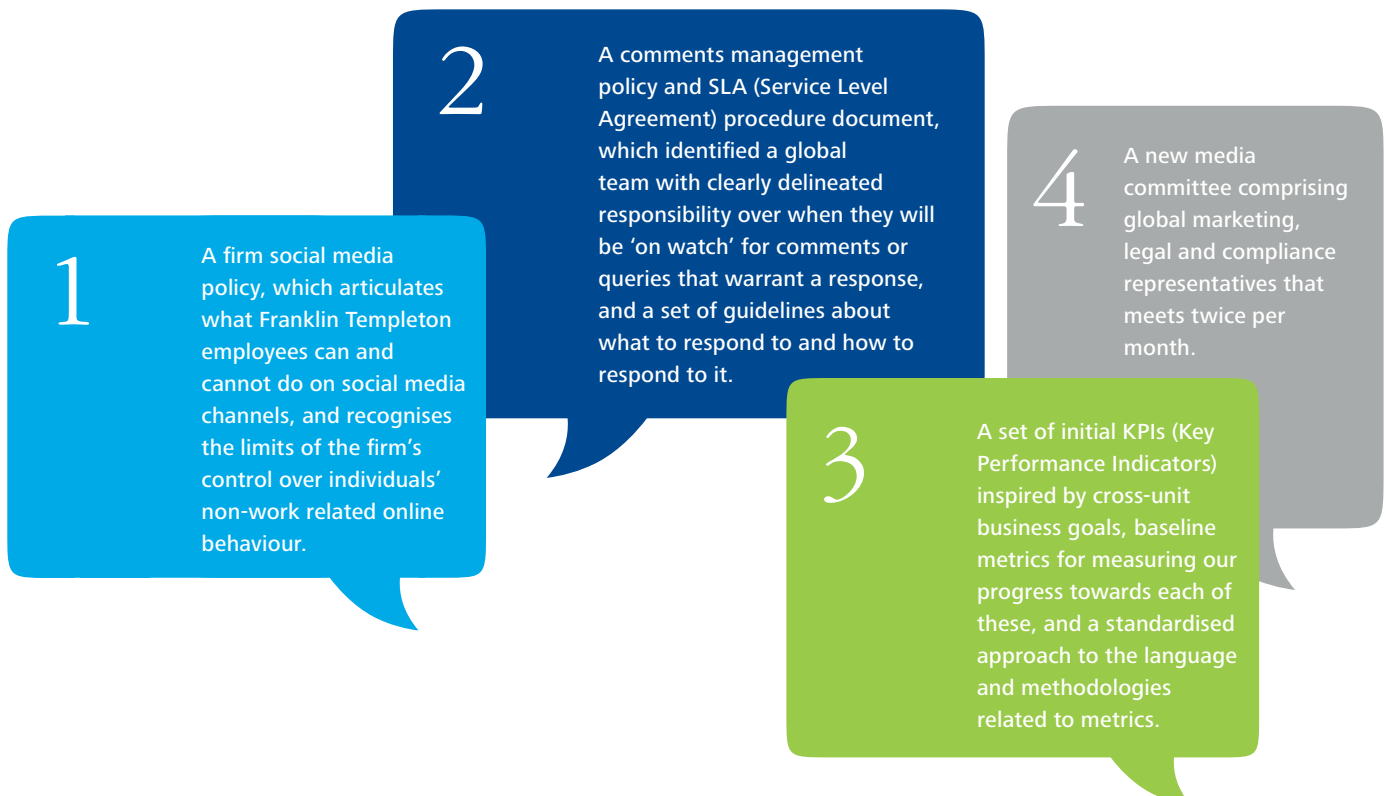 1
A firm social media
policy, which articulates
what Franklin Templeton
employees can and
cannot do on social media
channels, and recognises
the limits of the firm’s
control over individuals’
non-work related online
behaviour.
2
A comments management
policy and SLA (Service Level
Agreement) procedure document,
which identified a global
team with clearly delineated
responsibility over when they will
be ‘on watch’ for comments or
queries that warrant a response,
and a set of guidelines about
what to respond to and how to
respond to it.
3
A set of initial KPIs (Key
Performance Indicators)
inspired by cross-unit
business goals, baseline
metrics for measuring our
progress towards each of
these, and a standardised
approach to the language
and methodologies
related to metrics.
4
A new media
committee comprising
global marketing,
legal and compliance
representatives that
meets twice per
month.